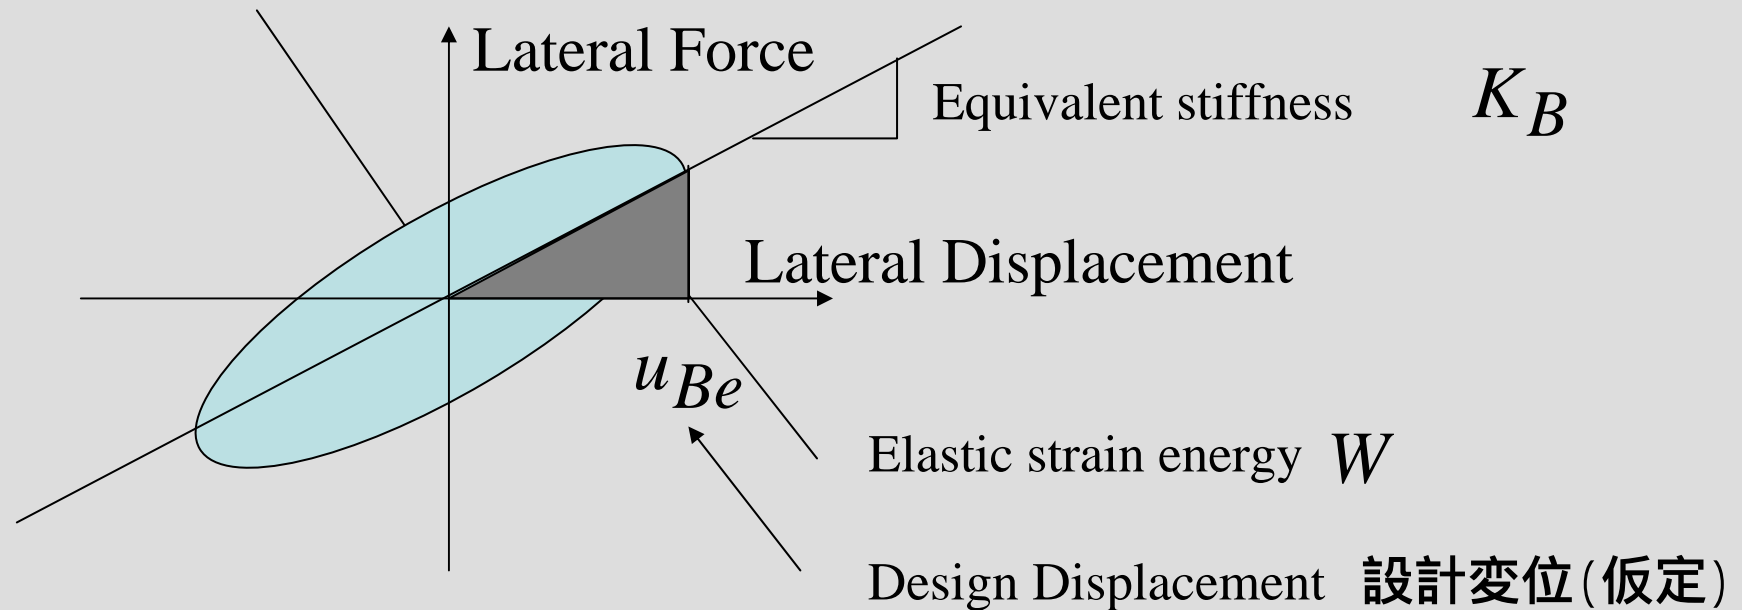 Lateral Force
Equivalent stiffness K_B
Lateral Displacement
u_Be
Elastic strain energy W
Design Displacement 設計変位(仮定)